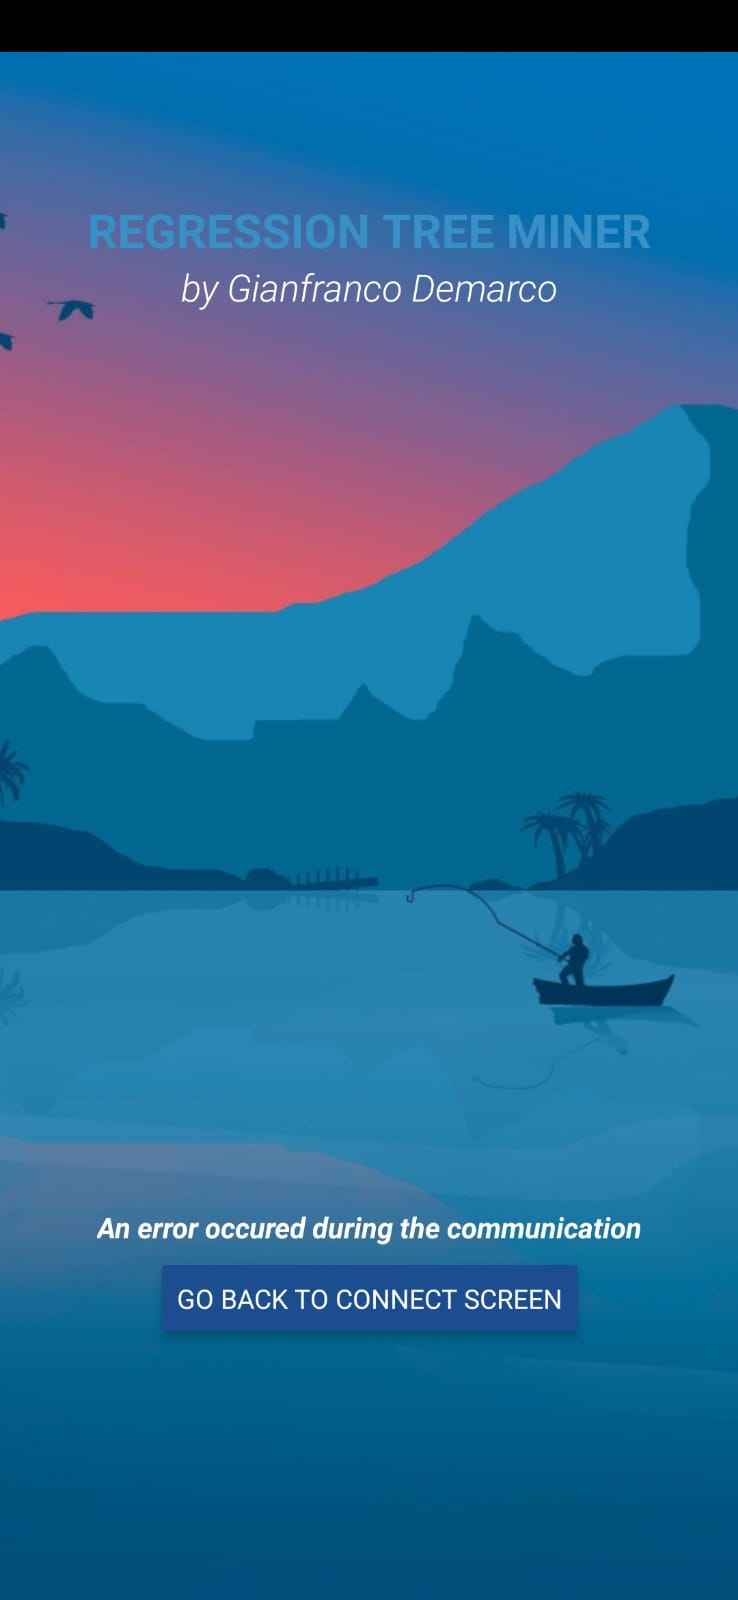 REGRESSION TREE MINER
by Gianfranco Demarco
An error occured during the communication
GO BACK TO CONNECT SCREEN